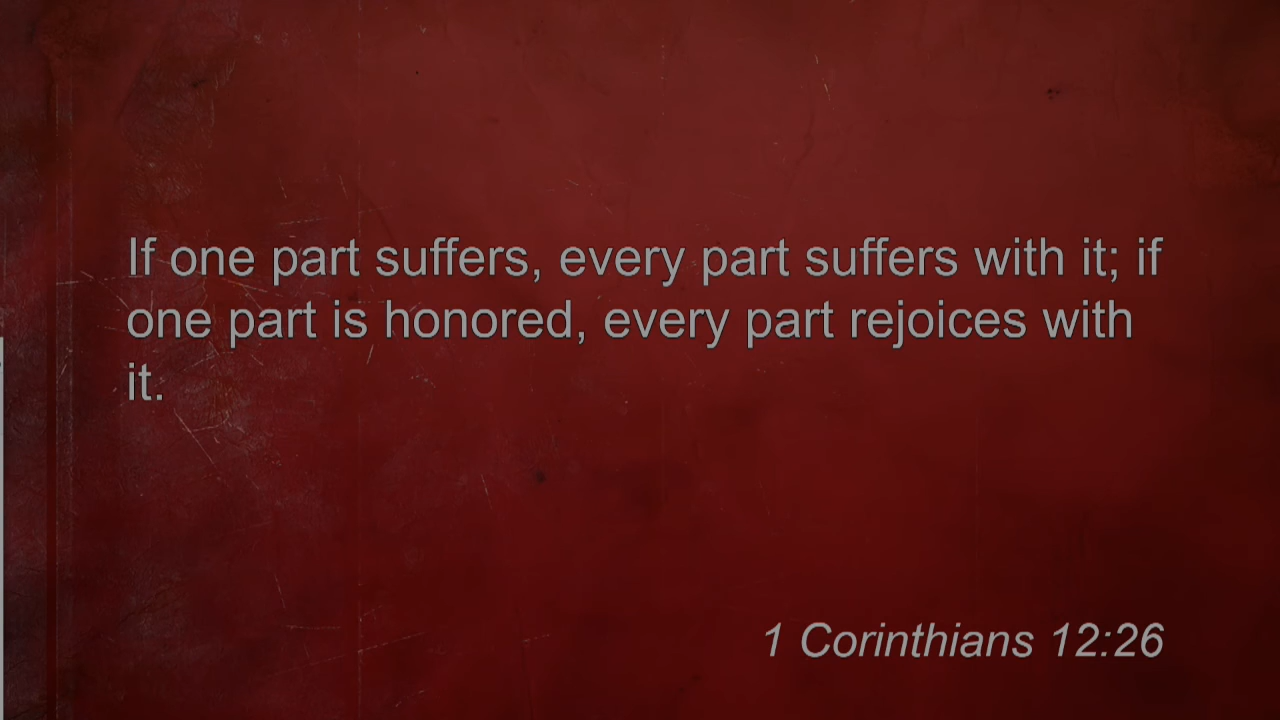 If one part suffers, every part suffers with it; if
one part is honored, every part rejoices with
it.
1 Corinthians 12:26